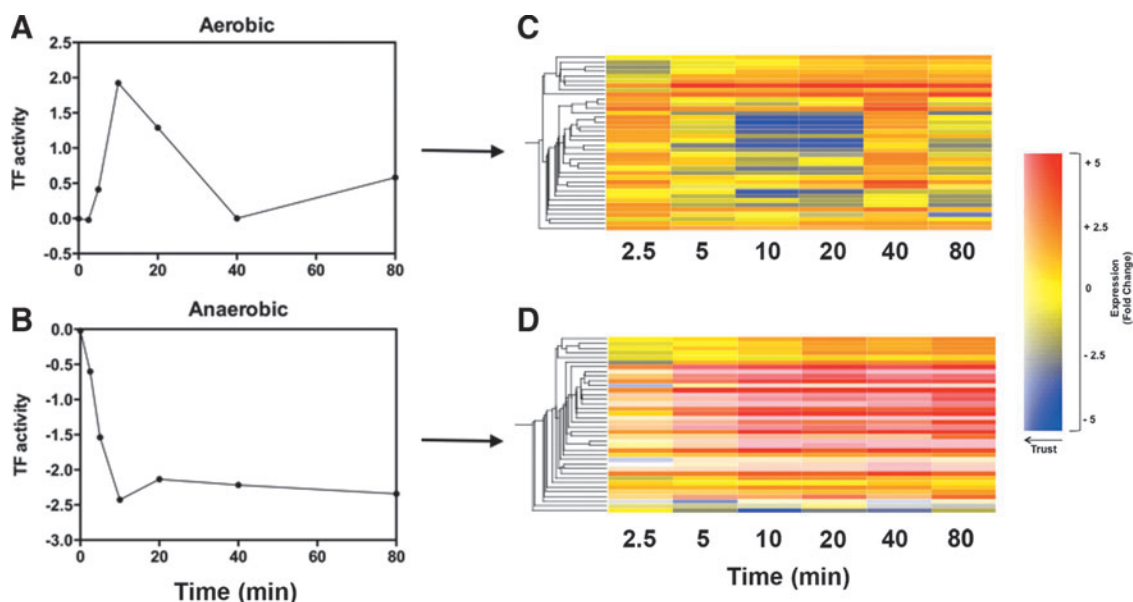 A
Aerobic
TF activity
2.5
2.0
1.5
1.0
0.5
0.0
-0.5
0 20 40 60 80
B
Anaerobic
TF activity
0.0
-0.5
-1.0
-1.5
-2.0
-2.5
-3.0
0 20 40 60 80
Time (min)
C
2.5 5 10 20 40 80
D
2.5 5 10 20 40 80
Time (min)
+ 5
+ 2.5
0
- 2.5
- 5
Expression
(Fold Change)
Trust